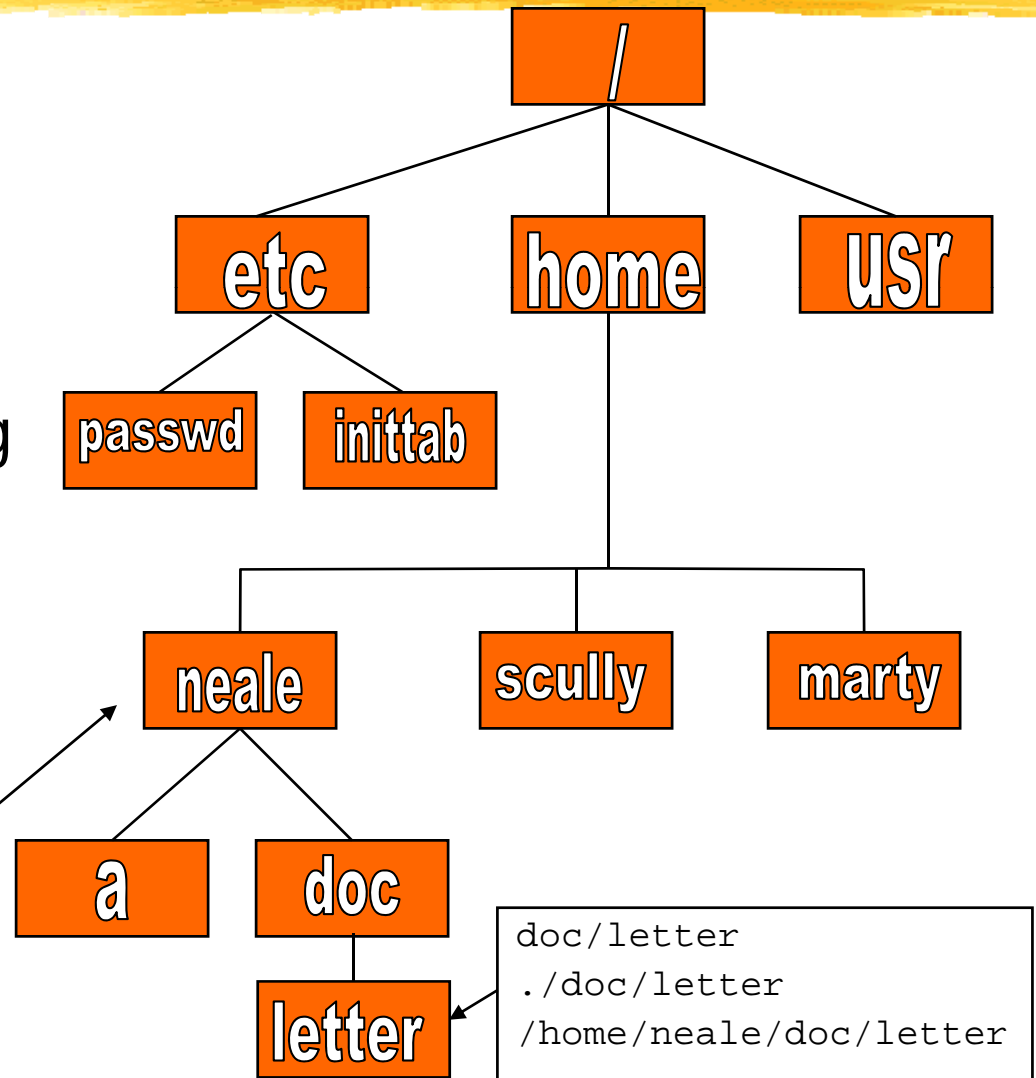 /
etc home usr
g
passwd inittab
neale scully marty
a doc
letter
doc/letter
./doc/letter
/home/neale/doc/letter